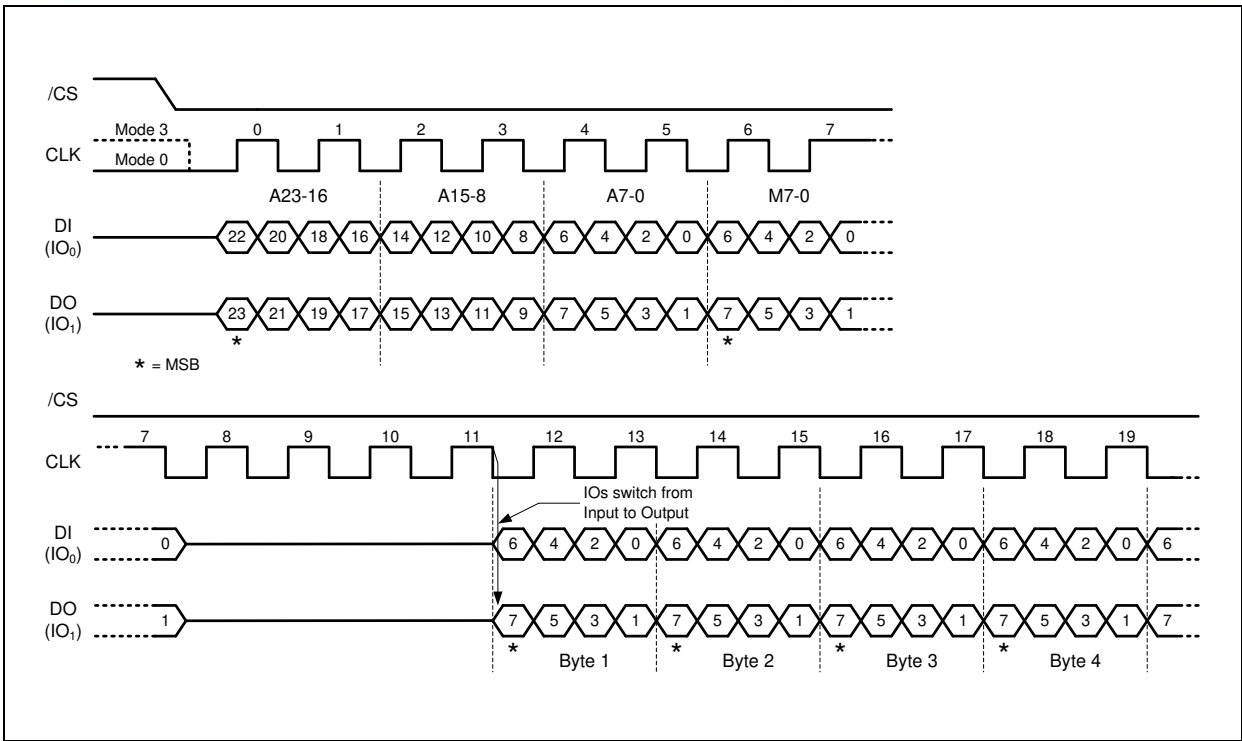 /CS
Mode 3
CLK
Mode 0
0 1 2 3 4 5 6 7
A23-16 A15-8 A7-0 M7-0
DI
(IO₀)
22 20 18 16 14 12 10 8 6 4 2 0 6 4 2 0
DO
(IO₁)
23 21 19 17 15 13 11 9 7 5 3 1 7 5 3 1
* *
* = MSB
/CS
7 8 9 10 11 12 13 14 15 16 17 18 19
CLK
IOs switch from
Input to Output
DI
(IO₀)
0 6 4 2 0 6 4 2 0 6 4 2 0 6 4 2 0 6
DO
(IO₁)
1 7 5 3 1 7 5 3 1 7 5 3 1 7 5 3 1 7
* * * *
Byte 1 Byte 2 Byte 3 Byte 4